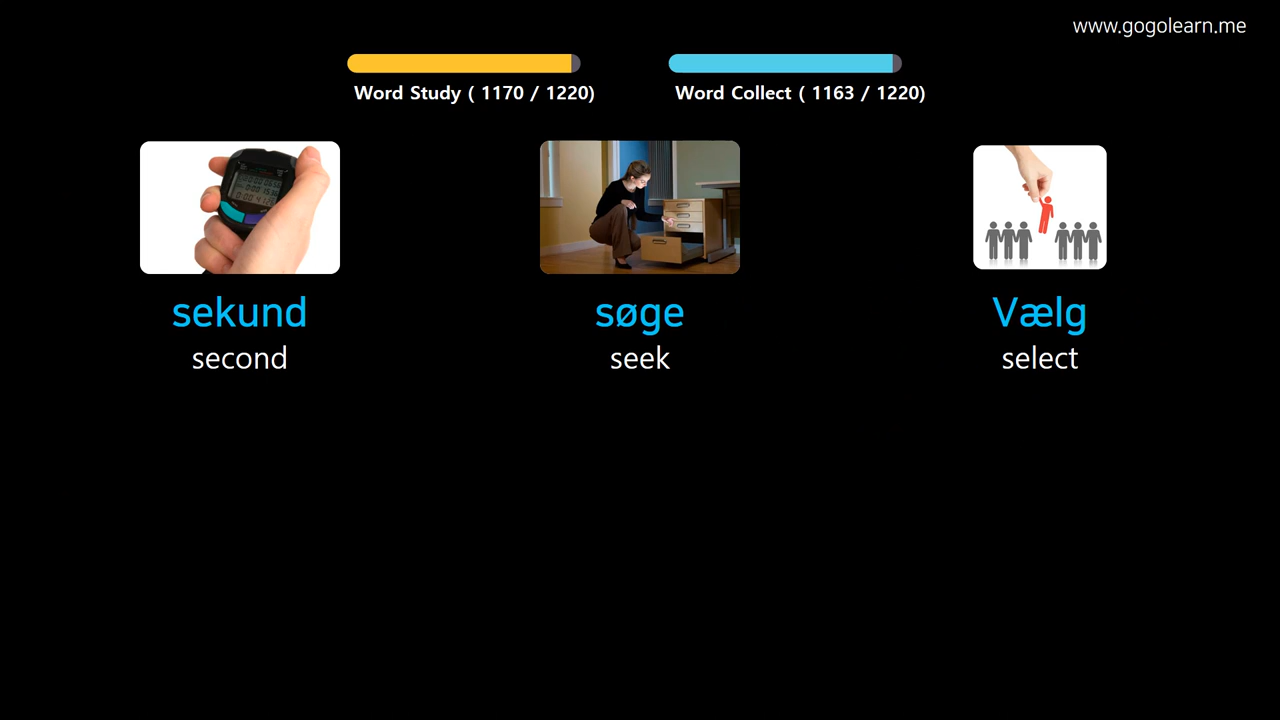 www.gogolearn.me
Word Study ( 1170 / 1220)
Word Collect ( 1163 / 1220)
sekund
søge
Vælg
second
seek
select